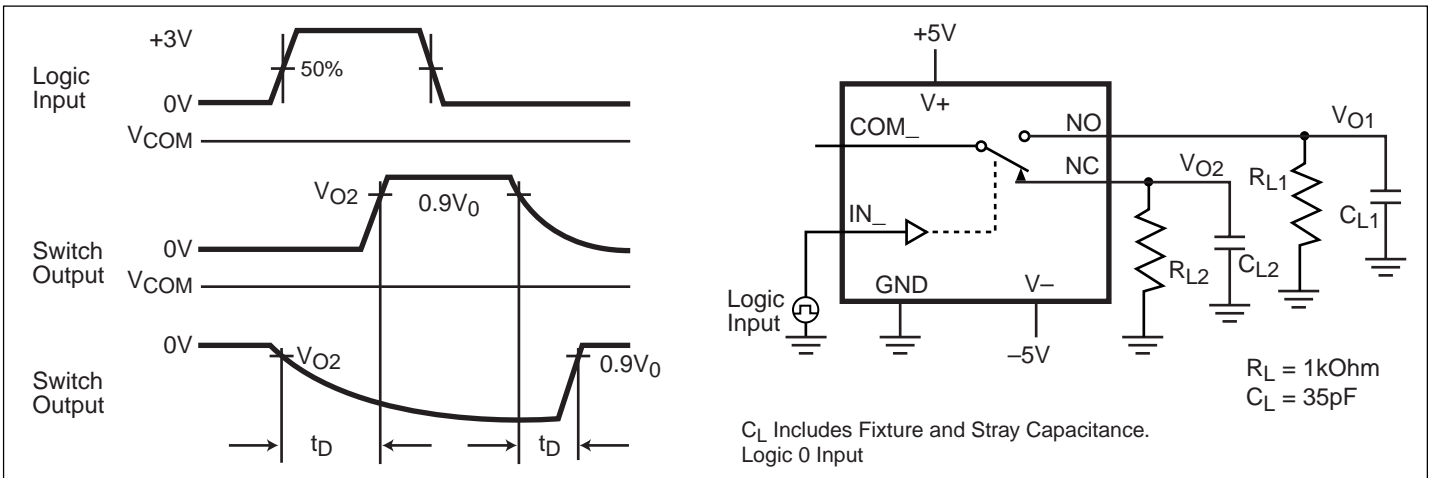 +3V
Logic
Input
50%
0V
VCOM
VO2
0.9V0
0V
Switch
Output
VCOM
0V
VO2
0.9V0
Switch
Output
tD
tD
+5V
V+
COM_
NO
VO1
NC
VO2
RL1
CL1
IN_
RL2
CL2
GND
V–
Logic
Input
–5V
RL = 1kOhm
CL = 35pF
CL Includes Fixture and Stray Capacitance.
Logic 0 Input